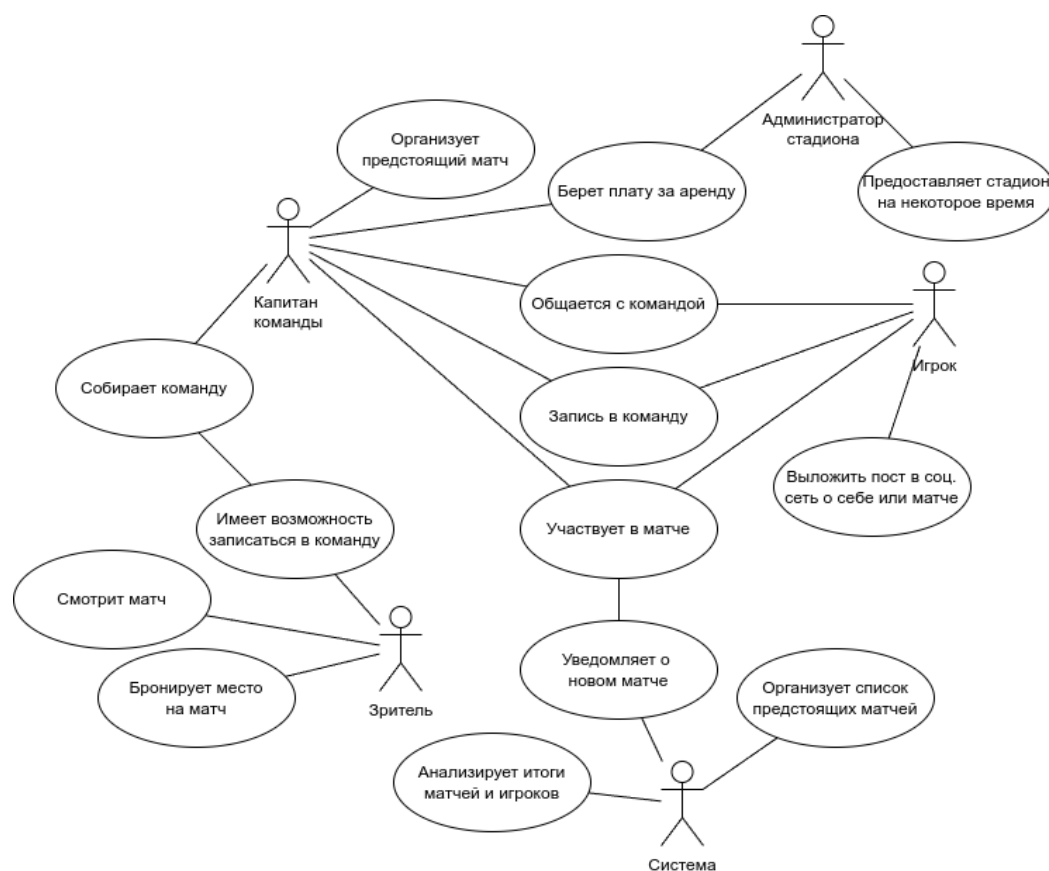 Администратор
стадиона
Организует
предстоящий матч
Берет плату за аренду
Предоставляет стадион
на некоторое время
Капитан
команды
Общается с командой
Игрок
Собирает команду
Запись в команду
Выложить пост в соц.
сеть о себе или матче
Имеет возможность
записаться в команду
Участвует в матче
Смотрит матч
Бронирует место
на матч
Зритель
Уведомляет о
новом матче
Организует список
предстоящих матчей
Анализирует итоги
матчей и игроков
Система